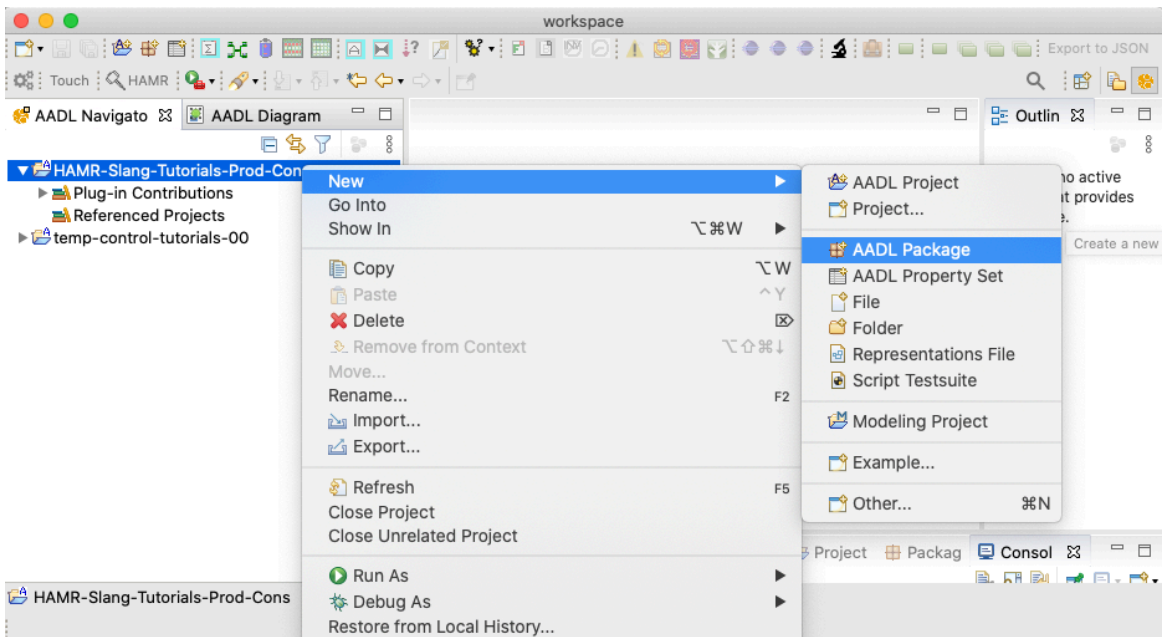 workspace
Export to JSON
Touch HAMR
AADL Navigato AADL Diagram Outlin
HAMR-Slang-Tutorials-Prod-Con
Plug-in Contributions
Referenced Projects
temp-control-tutorials-00
New
Go Into
Show In ⌥⌘W
Copy ⌥W
Paste ^Y
Delete ⌦
Remove from Context ⌥⇧⌘↓
Move...
Rename... F2
Import...
Export...
Refresh F5
Close Project
Close Unrelated Project
Run As
Debug As
Restore from Local History...
AADL Project
Project...
AADL Package
AADL Property Set
File
Folder
Representations File
Script Testsuite
Modeling Project
Example...
Other... ⌘N
no active
t provides
Create a new
Project Packag Consol
HAMR-Slang-Tutorials-Prod-Cons